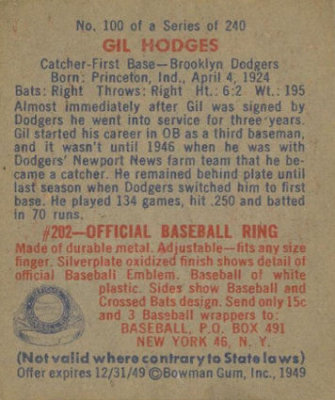 No. 100 of a Series of 240
GIL HODGES
Catcher-First Base—Brooklyn Dodgers
Born: Princeton, Ind., April 4, 1924
Bats: Right Throws: Right Ht.: 6:2 Wt.: 195
Almost immediately after Gil was signed by
Dodgers he went into service for three years.
Gil started his career in OB as a third baseman,
and it wasn't until 1946 when he was with
Dodgers' Newport News farm team that he be-
came a catcher. He remained behind plate until
last season when Dodgers switched him to first
base. He played 134 games, hit .250 and batted
in 70 runs.
#202—OFFICIAL BASEBALL RING
Made of durable metal. Adjustable—fits any size
finger. Silverplate oxidized finish shows detail of
official Baseball Emblem. Baseball of white
plastic. Sides show Baseball and
Crossed Bats design. Send only 15c
and 3 Baseball wrappers to:
BASEBALL, P.O. BOX 491
NEW YORK 46, N. Y.
(Not valid where contrary to State laws)
Offer expires 12/31/49 ©Bowman Gum, Inc., 1949